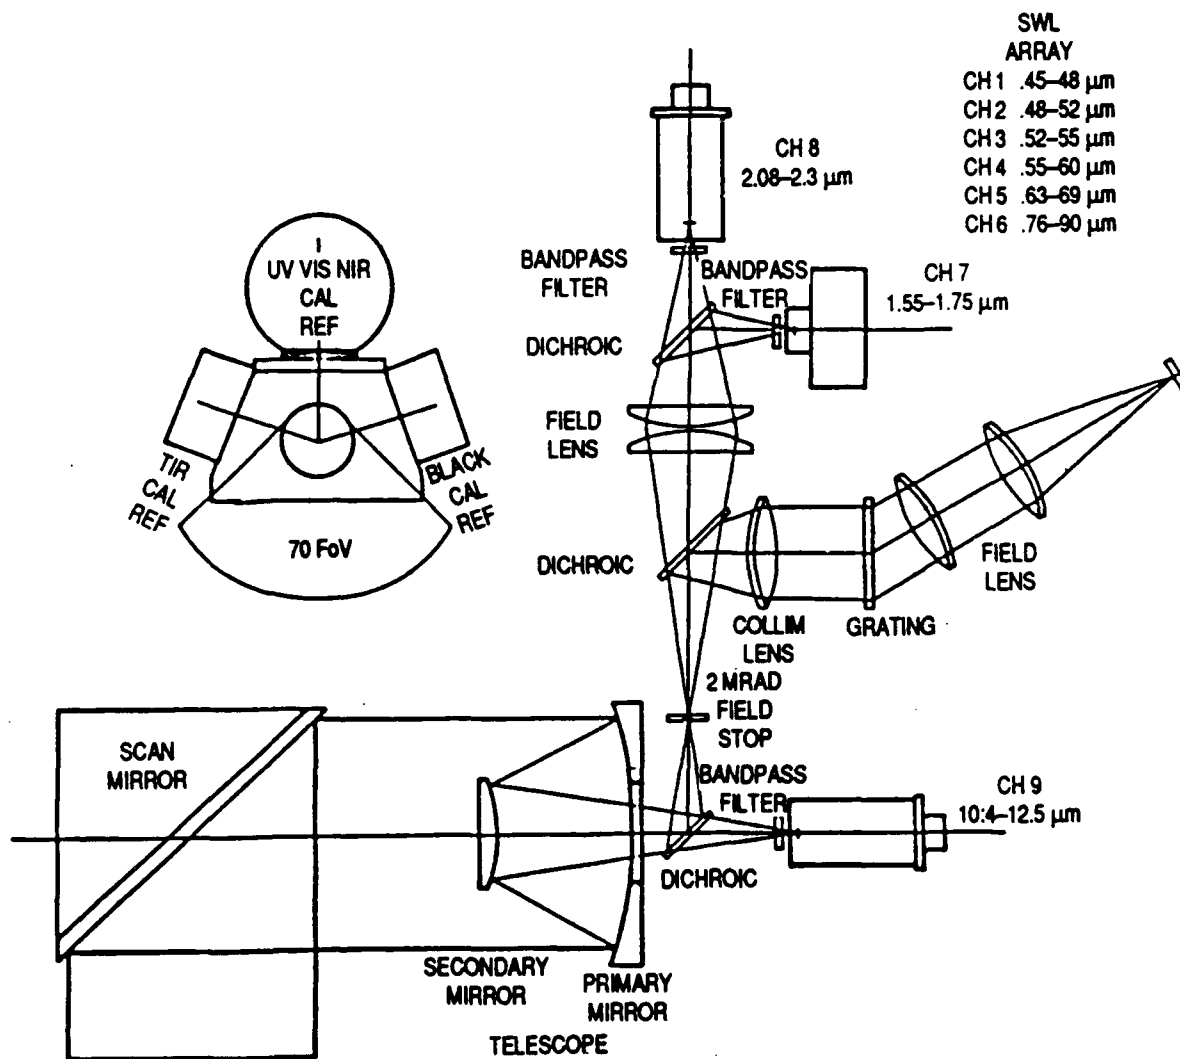 SWL
ARRAY
CH 1 .45–48 μm
CH 2 .48–52 μm
CH 3 .52–55 μm
CH 4 .55–60 μm
CH 5 .63–69 μm
CH 6 .76–90 μm
CH 8
2.08–2.3 μm
BANDPASS
FILTER
BANDPASS
FILTER
CH 7
1.55–1.75 μm
DICHROIC
UV VIS NIR
CAL
REF
TIR
CAL
REF
BLACK
CAL
REF
70 FoV
FIELD
LENS
DICHROIC
COLLIM
LENS
GRATING
FIELD
LENS
2 MRAD
FIELD
STOP
BANDPASS
FILTER
CH 9
10:4–12.5 μm
DICHROIC
SCAN
MIRROR
SECONDARY
MIRROR
PRIMARY
MIRROR
TELESCOPE